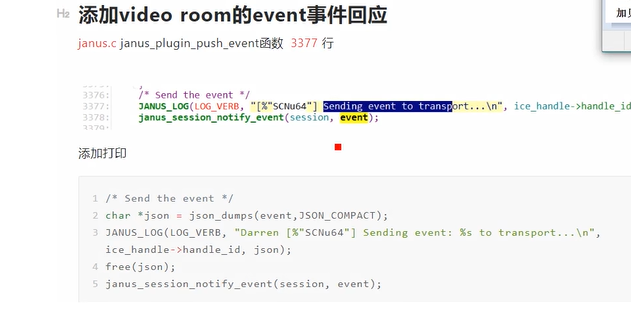 加贝
H2 添加video room的event事件回应
janus.c janus_plugin_push_event函数 3377 行
3376: /* Send the event */
3377: JANUS_LOG(LOG_VERB, "[%"SCNu64"] Sending event to transport...\n", ice_handle->handle_id
3378: janus_session_notify_event(session, event);
3379:
添加打印
1 /* Send the event */
2 char *json = json_dumps(event,JSON_COMPACT);
3 JANUS_LOG(LOG_VERB, "Darren [%"SCNu64"] Sending event: %s to transport...\n",
ice_handle->handle_id, json);
4 free(json);
5 janus_session_notify_event(session, event);